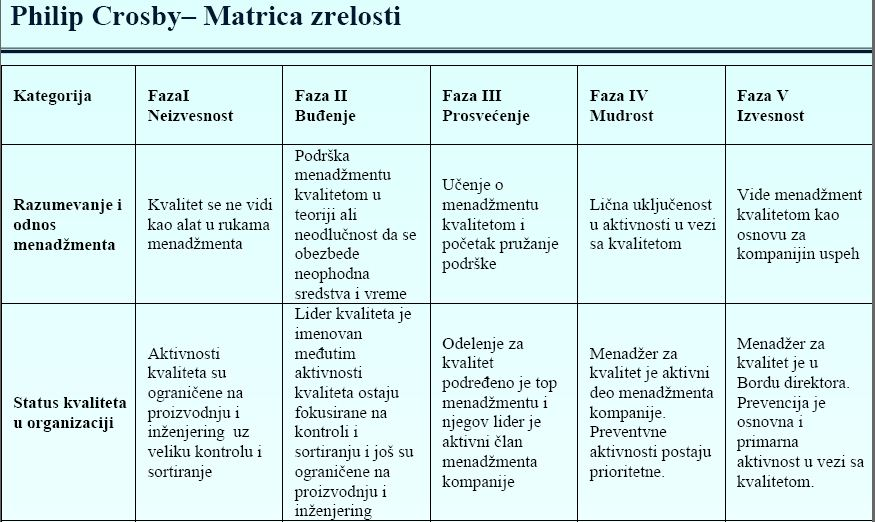 Philip Crosby– Matrica zrelosti
Kategorija
FazaI
Neizvesnost
Faza II
Buđenje
Faza III
Prosvećenje
Faza IV
Mudrost
Faza V
Izvesnost
Razumevanje i
odnos
menadžmenta
Kvalitet se ne vidi
kao alat u rukama
menadžmenta
Podrška
menadžmentu
kvalitetom u
teoriji ali
neodlučnost da se
obezbede
neophodna
sredstva i vreme
Učenje o
menadžmentu
kvalitetom i
početak pružanje
podrške
Lična uključenost
u aktivnosti u vezi
sa kvalitetom
Vide menadžment
kvalitetom kao
osnovu za
kompanijin uspeh
Status kvaliteta
u organizaciji
Aktivnosti
kvaliteta su
ograničene na
proizvodnju i
inženjering uz
veliku kontrolu i
sortiranje
Lider kvaliteta je
imenovan
međutim
aktivnosti
kvaliteta ostaju
fokusirane na
kontroli i
sortiranju i još su
ograničene na
proizvodnju i
inženjering
Odelenje za
kvalitet
podređeno je top
menadžmentu i
njegov lider je
aktivni član
menadžmenta
kompanije
Menadžer za
kvalitet je aktivni
deo menadžmenta
kompanije.
Preventvne
aktivnosti postaju
prioritetne.
Menadžer za
kvalitet je u
Bordu direktora.
Prevencija je
osnovna i
primarna
aktivnost u vezi sa
kvalitetom.